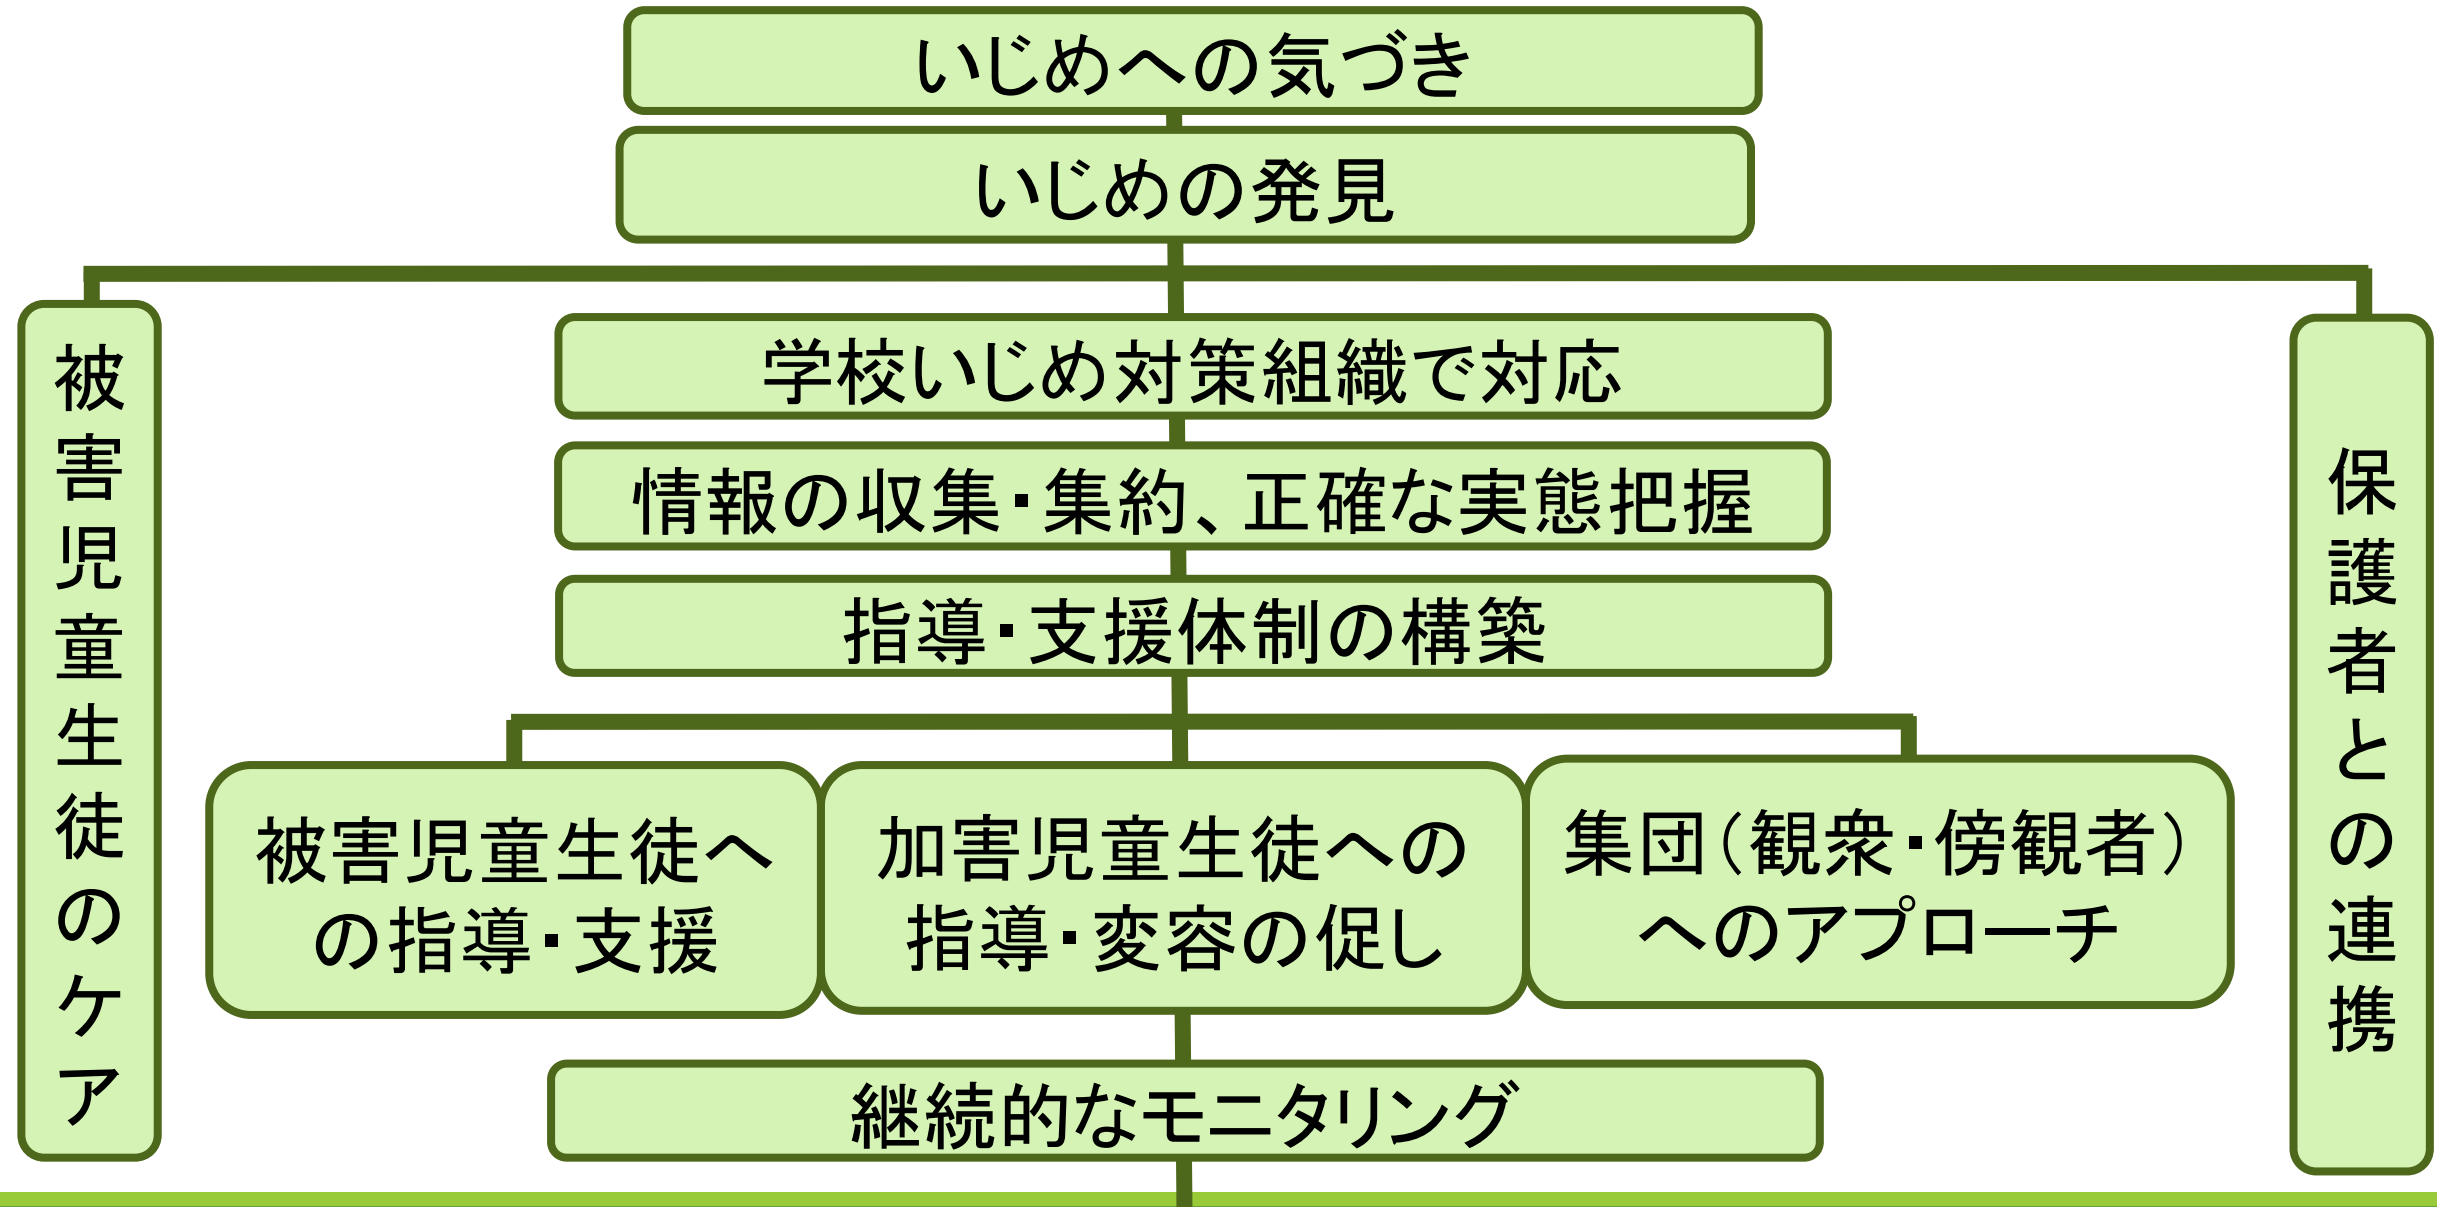 いじめへの気づき
いじめの発見
被害児童生徒のケア
学校いじめ対策組織で対応
情報の収集・集約、正確な実態把握
指導・支援体制の構築
被害児童生徒へ
の指導・支援
加害児童生徒への
指導・変容の促し
集団（観衆・傍観者）
へのアプローチ
継続的なモニタリング
保護者との連携